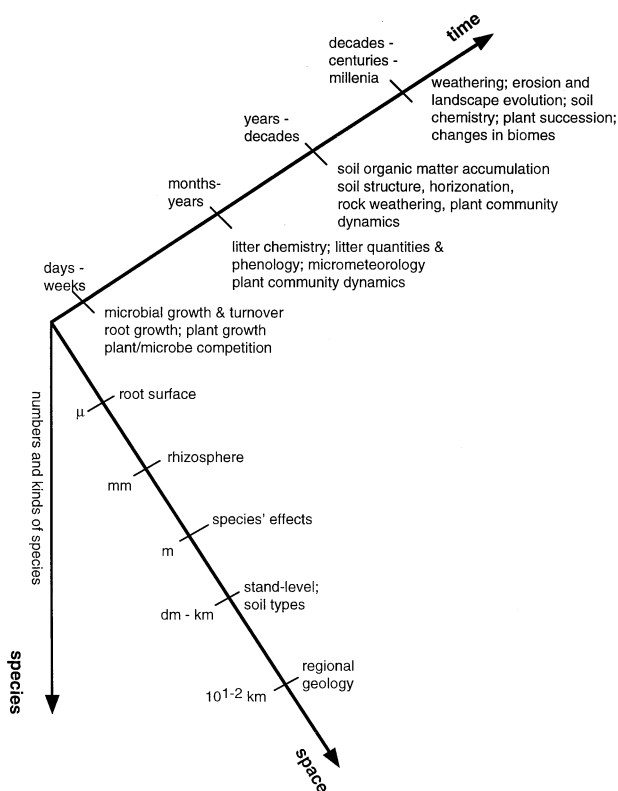 time
decades -
centuries -
millenia
weathering; erosion and
landscape evolution; soil
chemistry; plant succession;
changes in biomes
years -
decades
soil organic matter accumulation
soil structure, horizonation,
rock weathering, plant community
dynamics
months-
years
litter chemistry; litter quantities &
phenology; micrometeorology
plant community dynamics
days -
weeks
microbial growth & turnover
root growth; plant growth
plant/microbe competition
numbers and kinds of species
species
root surface
μ
rhizosphere
mm
species' effects
m
stand-level;
soil types
dm - km
regional
geology
10^1-2 km
space